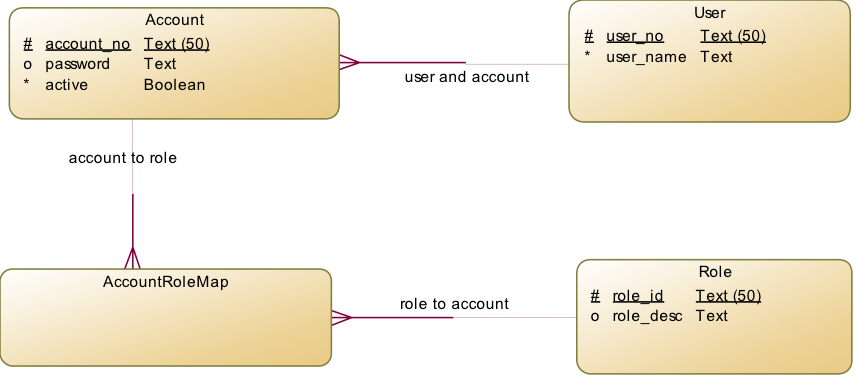 Account
# account_no Text (50)
o password Text
* active Boolean
User
# user_no Text (50)
* user_name Text
user and account
account to role
AccountRoleMap
role to account
Role
# role_id Text (50)
o role_desc Text